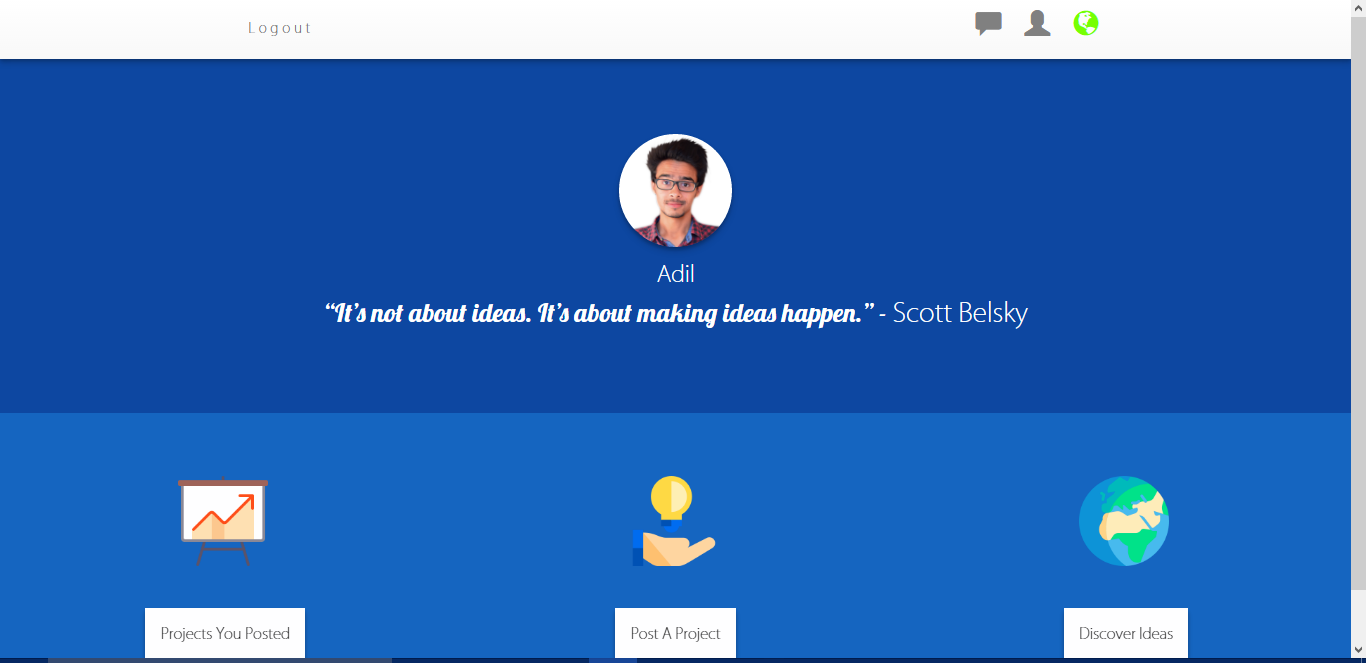 Logout
Adil
“It’s not about ideas. It’s about making ideas happen.” - Scott Belsky
Projects You Posted
Post A Project
Discover Ideas